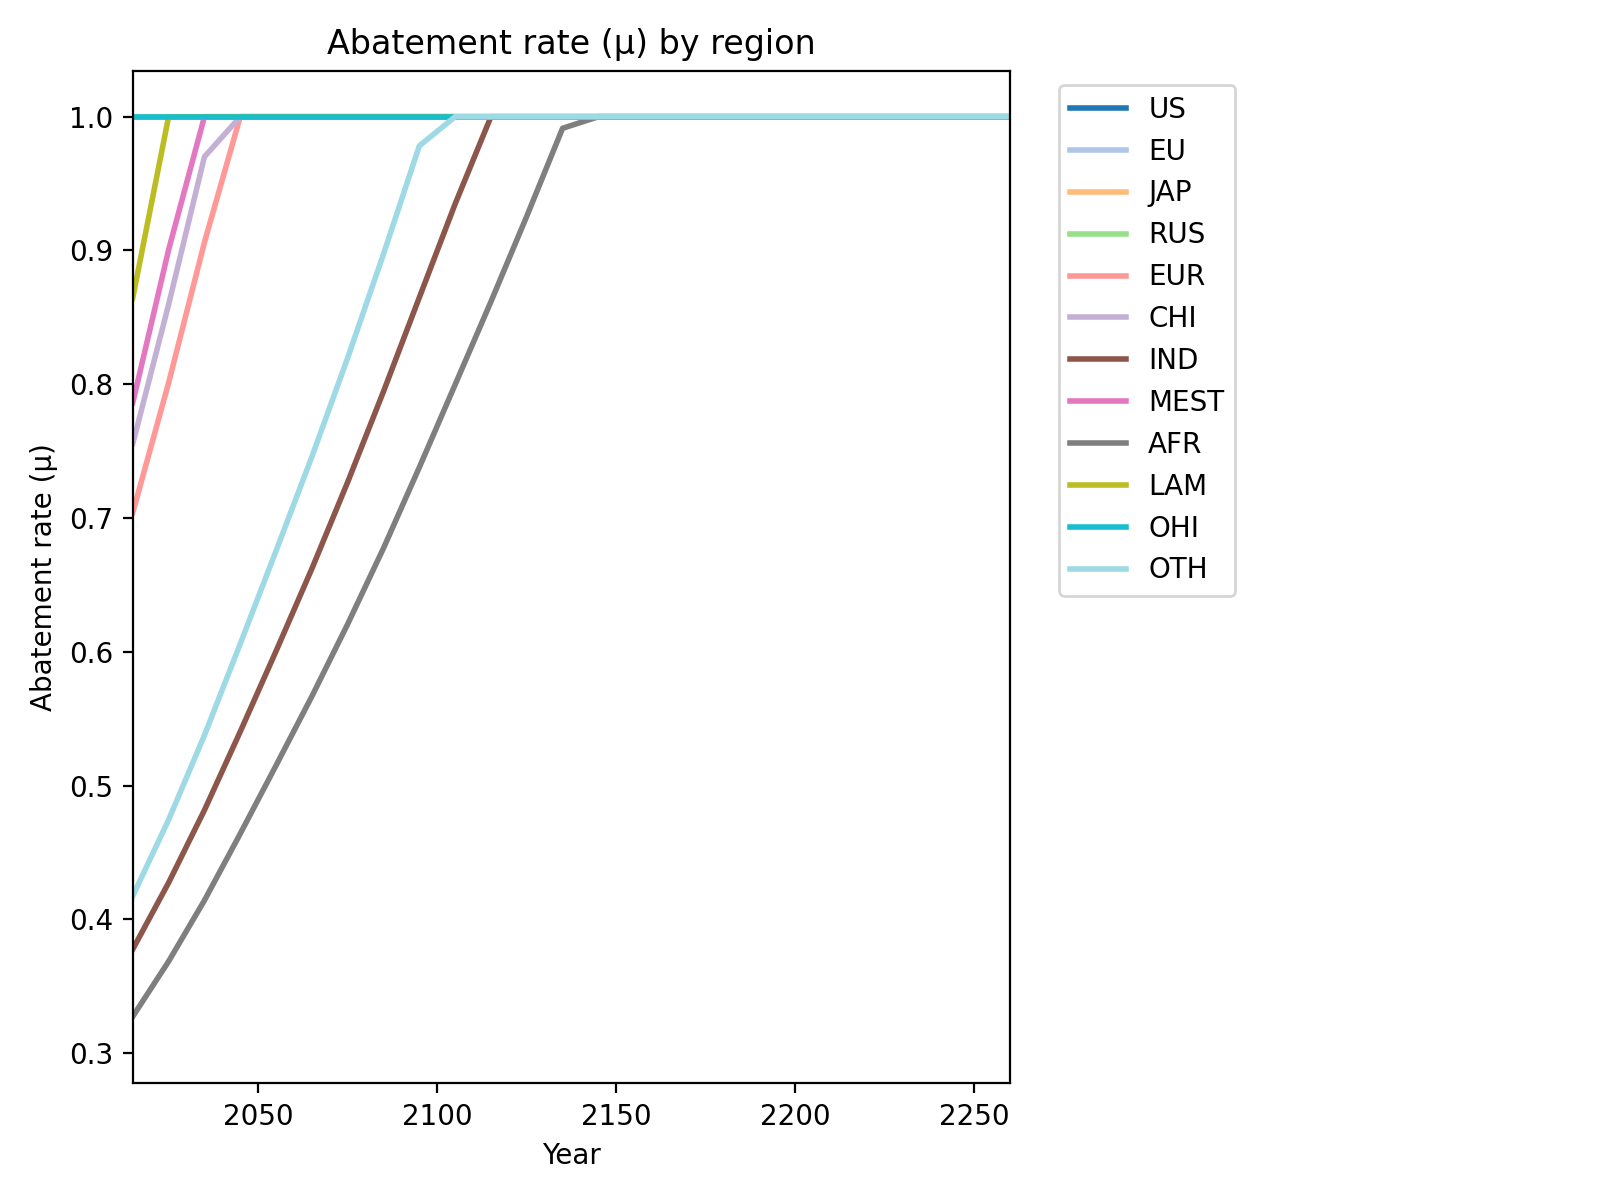 Abatement rate (μ) by region
Abatement rate (μ)
1.0
0.9
0.8
0.7
0.6
0.5
0.4
0.3
2050
2100
2150
2200
2250
Year
US
EU
JAP
RUS
EUR
CHI
IND
MEST
AFR
LAM
OHI
OTH